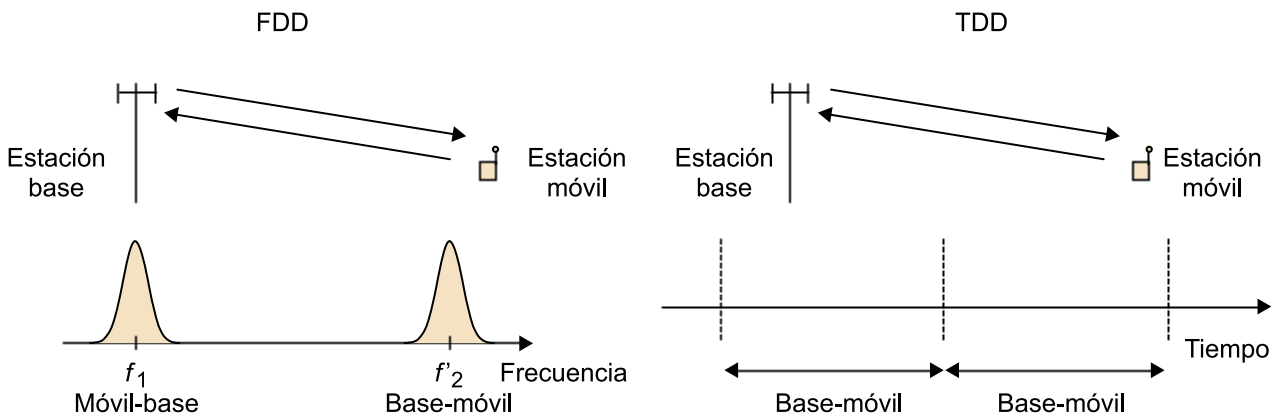 FDD
Estación
base
Estación
móvil
f1
f'2
Frecuencia
Móvil-base
Base-móvil
TDD
Estación
base
Estación
móvil
Tiempo
Base-móvil
Base-móvil